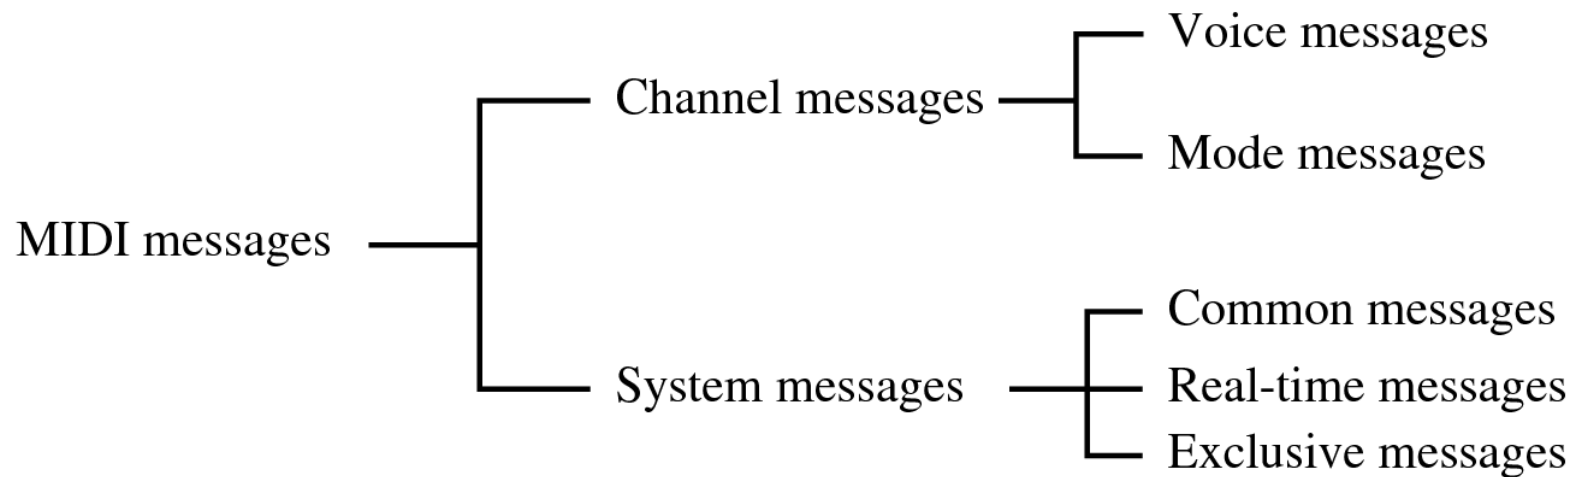 Voice messages
Channel messages
Mode messages
MIDI messages
Common messages
System messages
Real-time messages
Exclusive messages